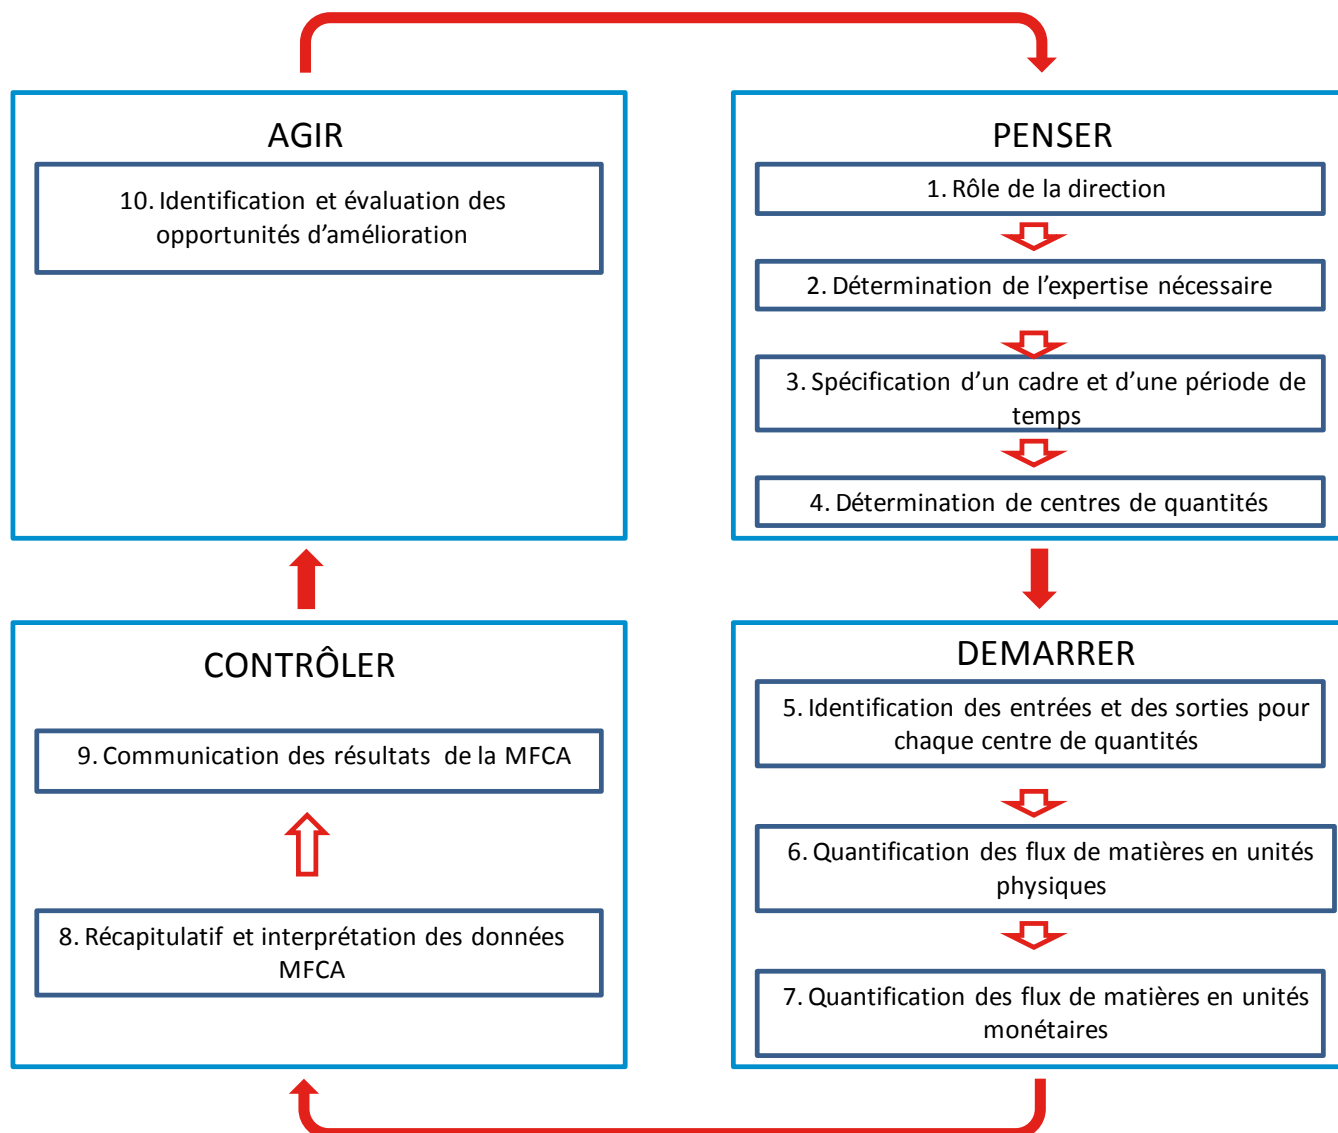 AGIR
10. Identification et évaluation des
opportunités d'amélioration
PENSER
1. Rôle de la direction
2. Détermination de l'expertise nécessaire
3. Spécification d'un cadre et d'une période de
temps
4. Détermination de centres de quantités
DEMARRER
5. Identification des entrées et des sorties pour
chaque centre de quantités
6. Quantification des flux de matières en unités
physiques
7. Quantification des flux de matières en unités
monétaires
CONTRÔLER
9. Communication des résultats de la MFCA
8. Récapitulatif et interprétation des données
MFCA